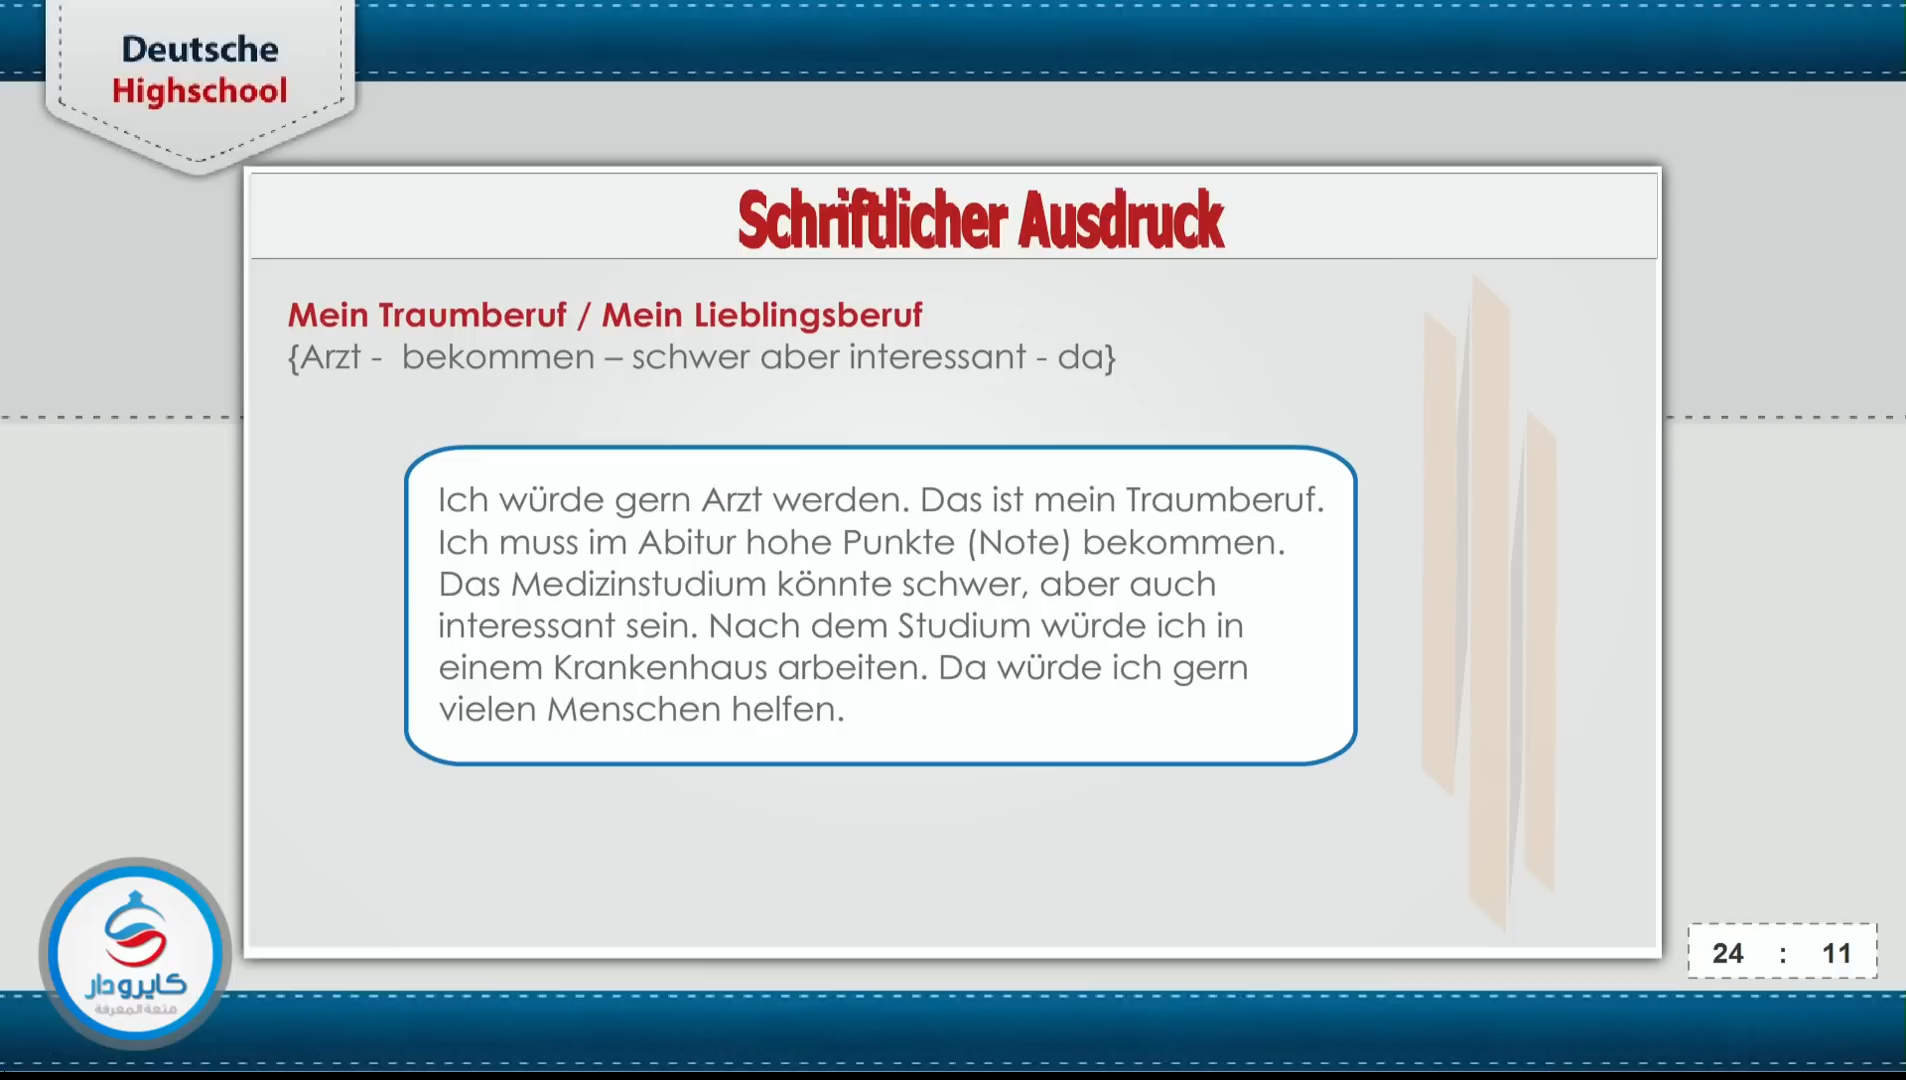 Deutsche
Highschool
Schriftlicher Ausdruck
Mein Traumberuf / Mein Lieblingsberuf
{Arzt -  bekommen – schwer aber interessant - da}
Ich würde gern Arzt werden. Das ist mein Traumberuf.
Ich muss im Abitur hohe Punkte (Note) bekommen.
Das Medizinstudium könnte schwer, aber auch
interessant sein. Nach dem Studium würde ich in
einem Krankenhaus arbeiten. Da würde ich gern
vielen Menschen helfen.
24 : 11
كايرودار
متعة المعرفة